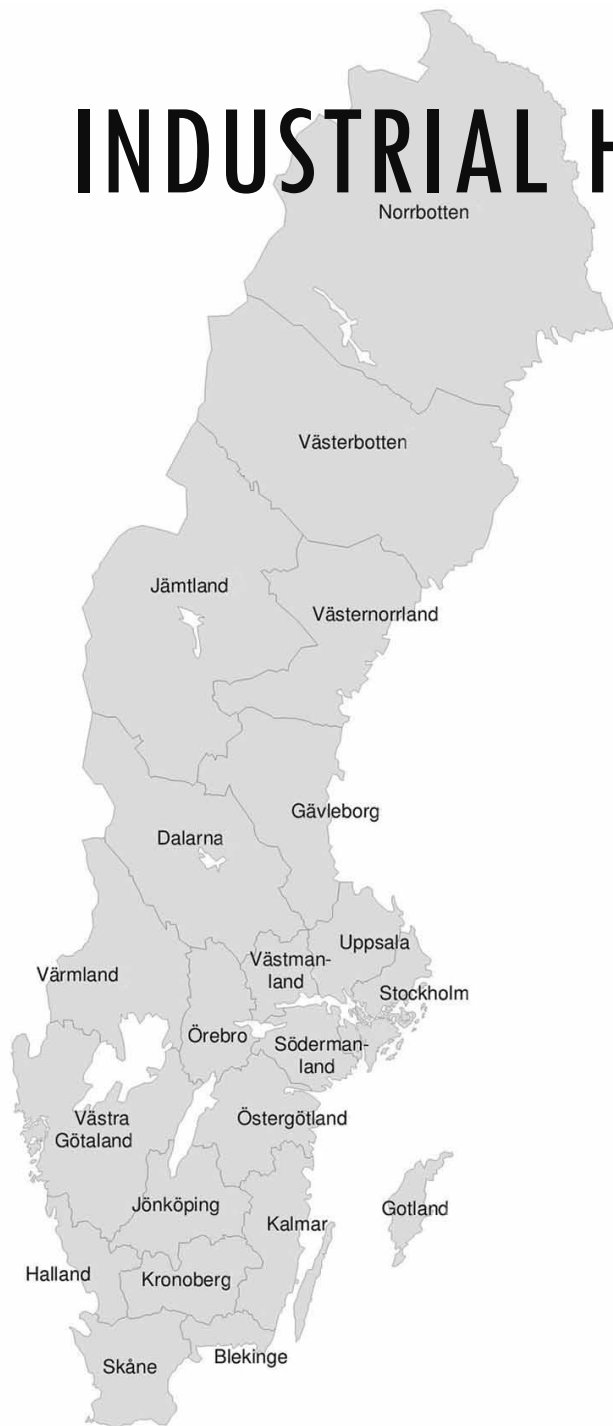 INDUSTRIAL H
Norrbotten
Västerbotten
Jämtland
Västernorrland
Gävleborg
Dalarna
Uppsala
Västman-
land
Värmland
Stockholm
Örebro
Söderman-
land
Västra
Götaland
Östergötland
Jönköping
Kalmar
Gotland
Halland
Kronoberg
Blekinge
Skåne